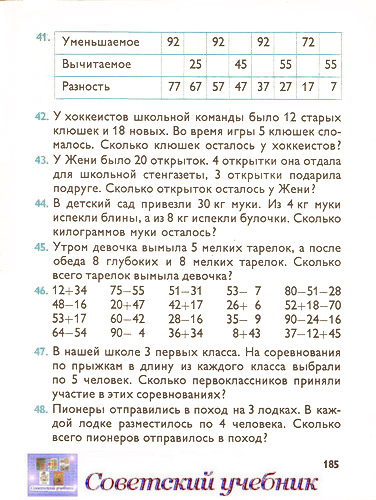 41. Уменьшаемое 92 92 92 72
Вычитаемое 25 45 55 55
Разность 77 67 57 47 37 27 17 7
42. У хоккеистов школьной команды было 12 старых
клюшек и 18 новых. Во время игры 5 клюшек сло-
малось. Сколько клюшек осталось у хоккеистов?
43. У Жени было 20 открыток. 4 открытки она отдала
для школьной стенгазеты, 3 открытки подарила
подруге. Сколько открыток осталось у Жени?
44. В детский сад привезли 30 кг муки. Из 4 кг муки
испекли блины, а из 8 кг испекли булочки. Сколько
килограммов муки осталось?
45. Утром девочка вымыла 5 мелких тарелок, а после
обеда 8 глубоких и 8 мелких тарелок. Сколько
всего тарелок вымыла девочка?
46. 12+34 75−55 51−31 53− 7 80−51−28
48−16 20+47 42+17 26+ 6 52+18−70
53+17 60−42 28−16 35− 9 90−24−16
64−54 90− 4 36+34 8+43 37−12+45
47. В нашей школе 3 первых класса. На соревнования
по прыжкам в длину из каждого класса выбрали
по 5 человек. Сколько первоклассников приняли
участие в этих соревнованиях?
48. Пионеры отправились в поход на 3 лодках. В каж-
дой лодке разместилось по 4 человека. Сколько
всего пионеров отправилось в поход?
185
Советский учебник